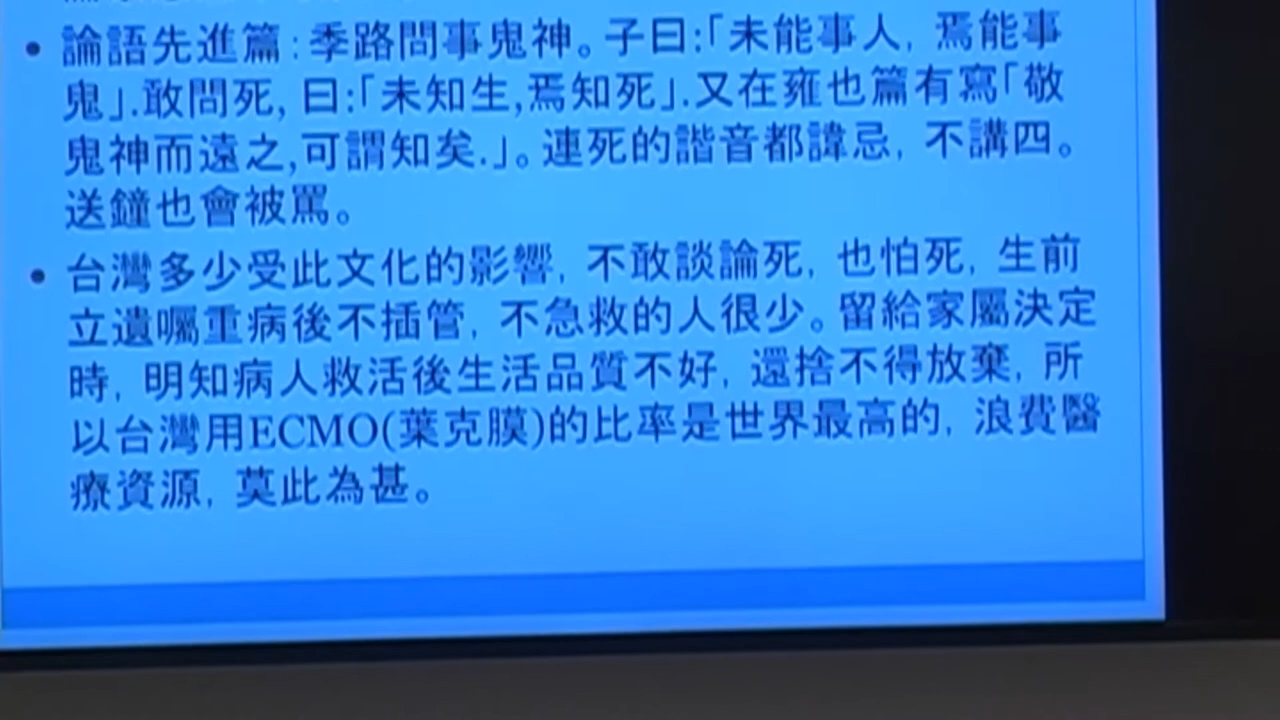 • 論語先進篇:季路問事鬼神。子曰:「未能事人, 焉能事
鬼」.敢問死, 曰:「未知生,焉知死」.又在雍也篇有寫「敬
鬼神而遠之,可謂知矣.」。連死的諧音都諱忌, 不講四。
送鐘也會被罵。
• 台灣多少受此文化的影響, 不敢談論死, 也怕死, 生前
立遺囑重病後不插管, 不急救的人很少。留給家屬決定
時, 明知病人救活後生活品質不好, 還捨不得放棄, 所
以台灣用ECMO(葉克膜)的比率是世界最高的, 浪費醫
療資源, 莫此為甚。